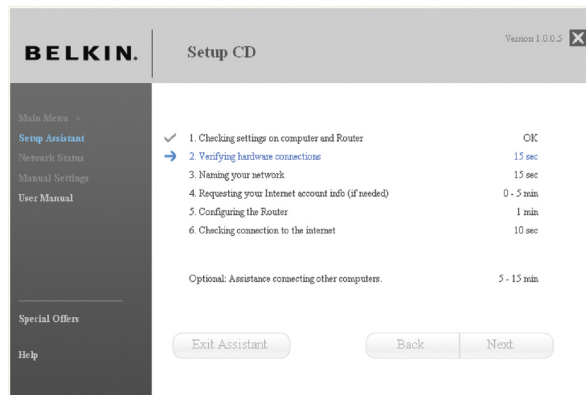 BELKIN.
Setup CD
Version 1.0.0.5
Main Menu >
Setup Assistant
Network Status
Manual Settings
User Manual
Special Offers
Help
1. Checking settings on computer and Router OK
2. Verifying hardware connections 15 sec
3. Naming your network 15 sec
4. Requesting your Internet account info (if needed) 0 - 5 min
5. Configuring the Router 1 min
6. Checking connection to the internet 10 sec
Optional: Assistance connecting other computers. 5 - 15 min
Exit Assistant
Back
Next